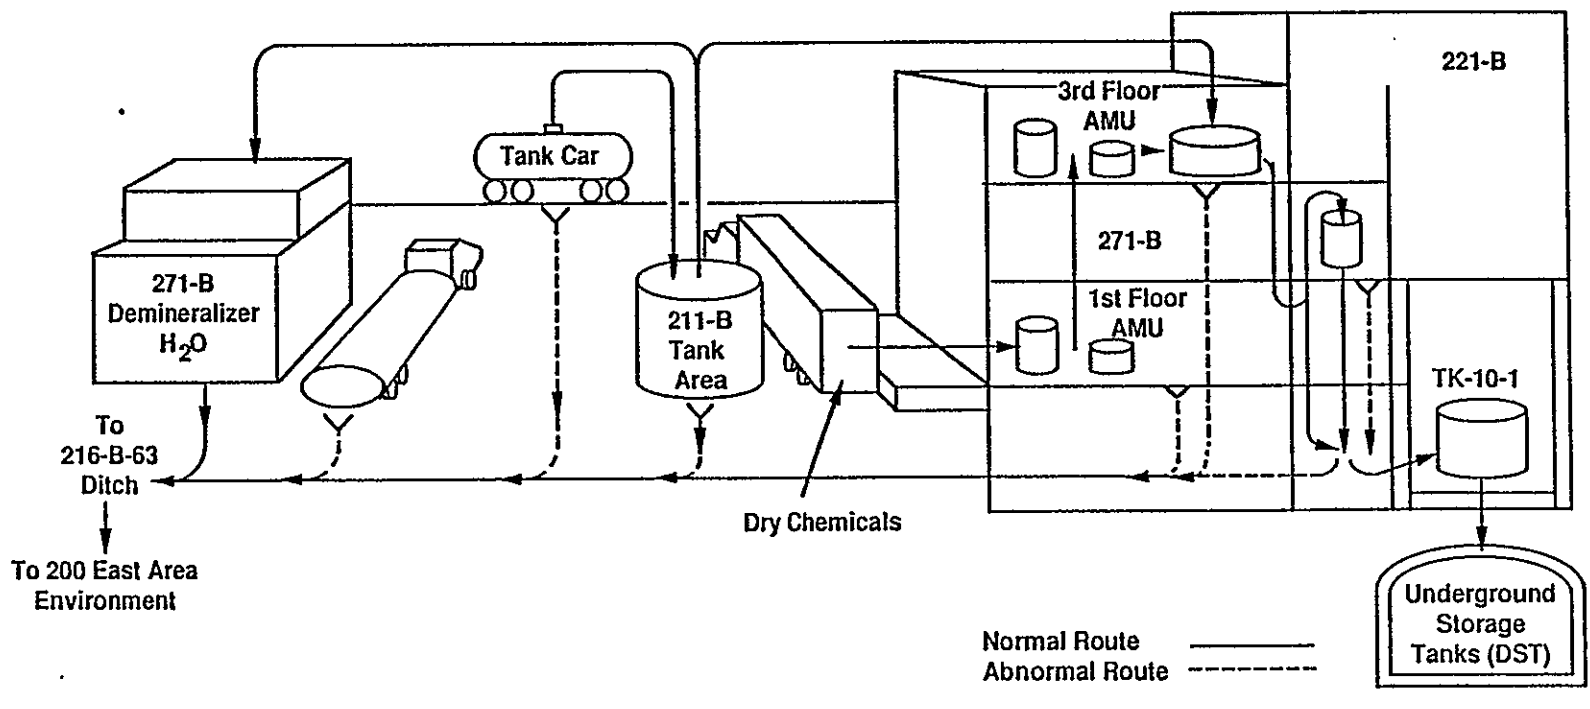 221-B
3rd Floor
AMU
Tank Car
271-B
271-B
Demineralizer
H2O
1st Floor
AMU
211-B
Tank
Area
TK-10-1
To
216-B-63
Ditch
Dry Chemicals
To 200 East Area
Environment
Underground
Storage
Tanks (DST)
Normal Route
Abnormal Route